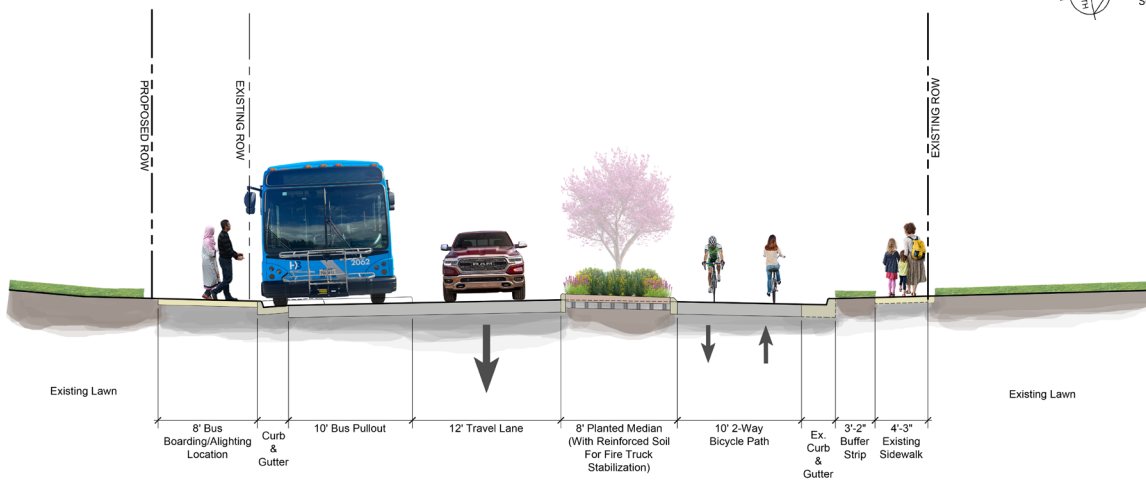 PROPOSED ROW
EXISTING ROW
EXISTING ROW
2062
RAM
Existing Lawn
Existing Lawn
8' Bus
Boarding/Alighting
Location
Curb
&
Gutter
10' Bus Pullout
12' Travel Lane
8' Planted Median
(With Reinforced Soil
For Fire Truck
Stabilization)
10' 2-Way
Bicycle Path
Ex.
Curb
&
Gutter
3'-2"
Buffer
Strip
4'-3"
Existing
Sidewalk